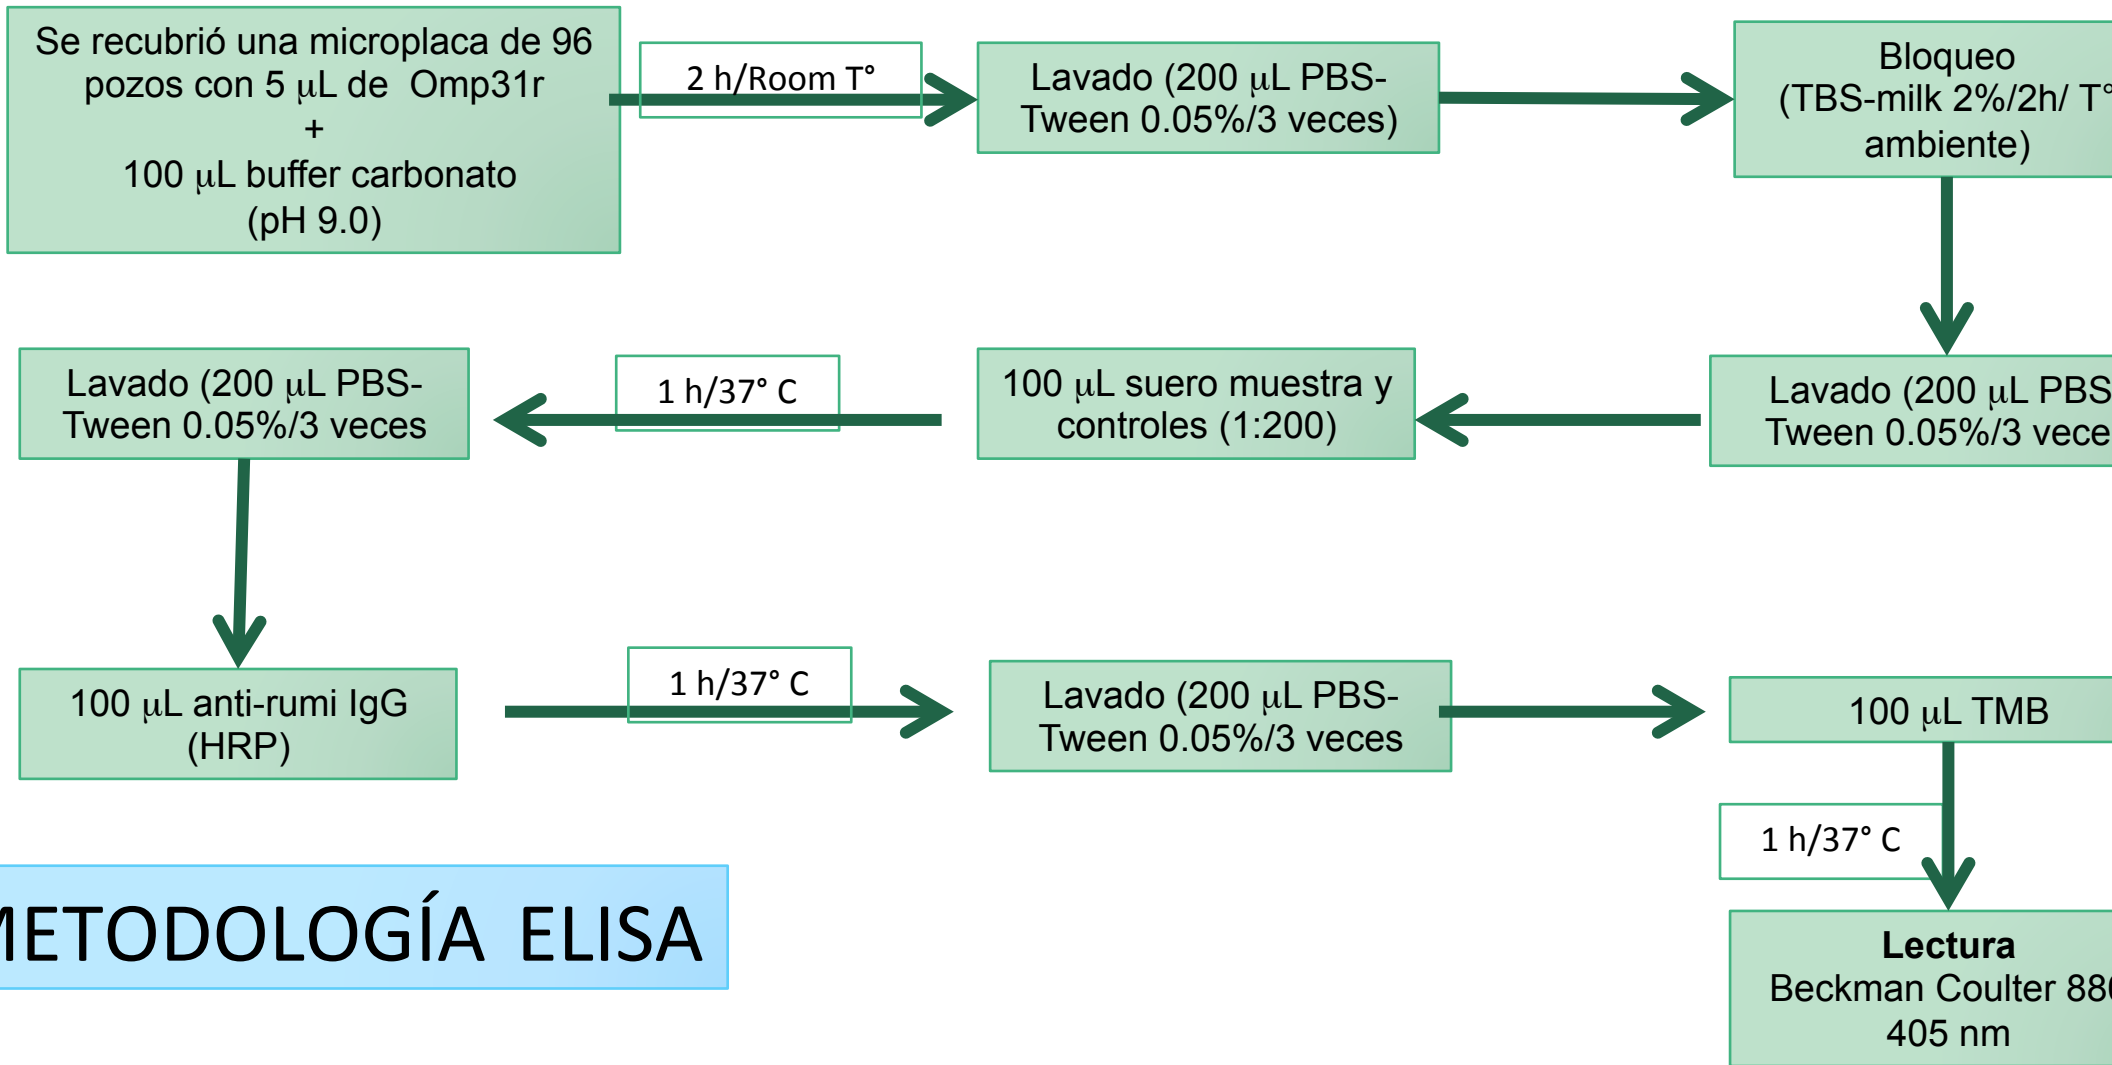 Se recubrió una microplaca de 96
pozos con 5 μL de Omp31r
+
100 μL buffer carbonato
(pH 9.0)
2 h/Room T°
Lavado (200 μL PBS-
Tween 0.05%/3 veces)
Bloqueo
(TBS-milk 2%/2h/ T°
ambiente)
Lavado (200 μL PBS
Tween 0.05%/3 vece
100 μL suero muestra y
controles (1:200)
1 h/37° C
Lavado (200 μL PBS-
Tween 0.05%/3 veces
100 μL anti-rumi IgG
(HRP)
1 h/37° C
Lavado (200 μL PBS-
Tween 0.05%/3 veces
100 μL TMB
1 h/37° C
Lectura
Beckman Coulter 880
405 nm
METODOLOGÍA ELISA